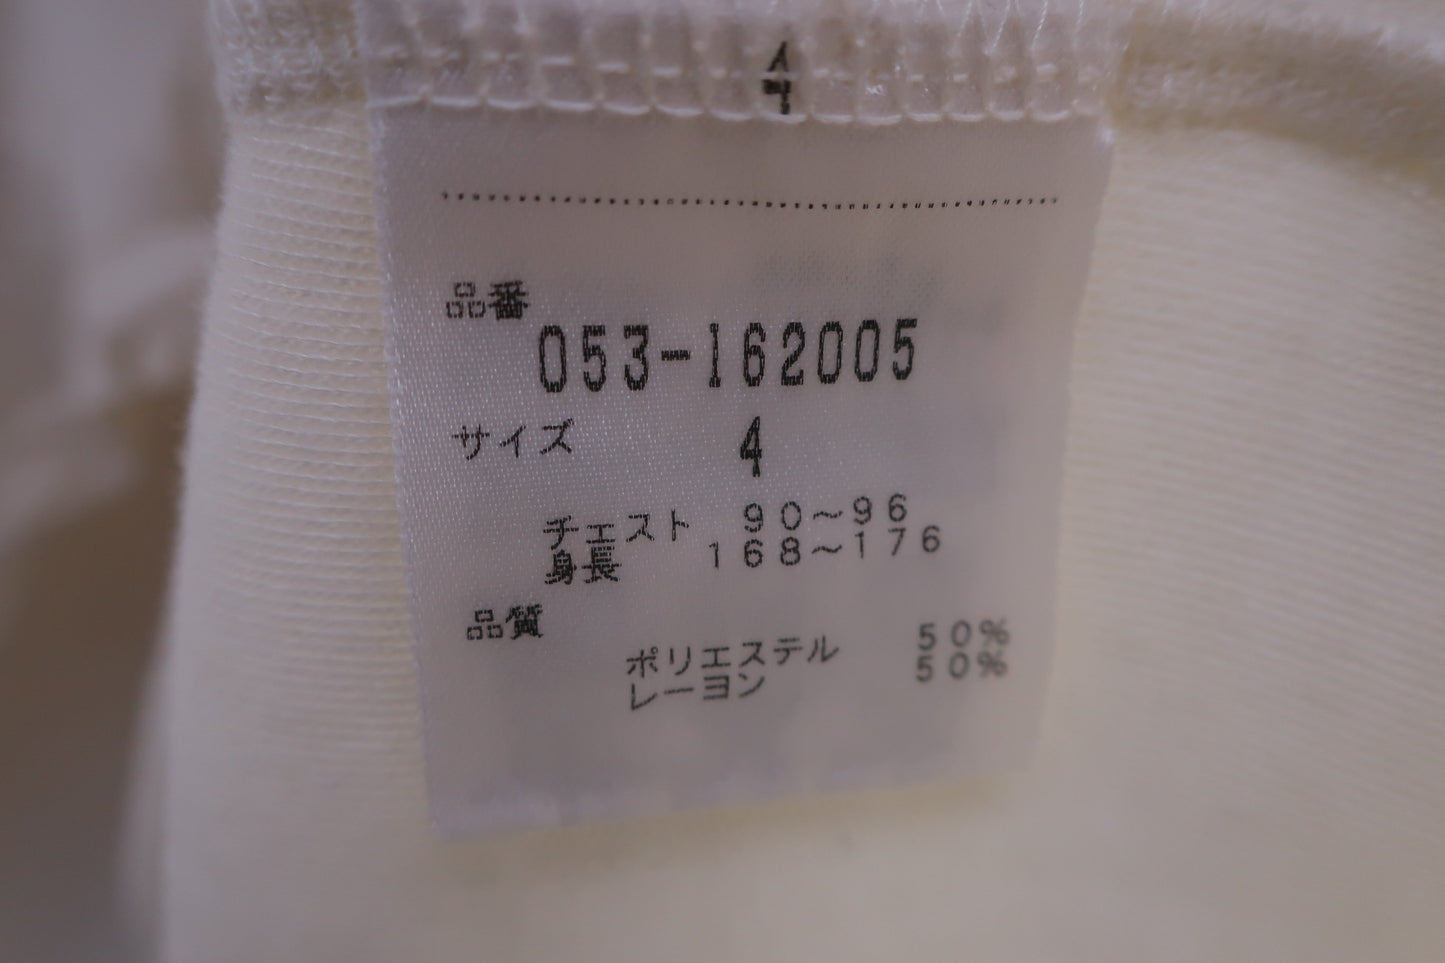 4
品番
053-162005
サイズ 4
チェスト 90～96
身長 168～176
品質
ポリエステル 50%
レーヨン 50%